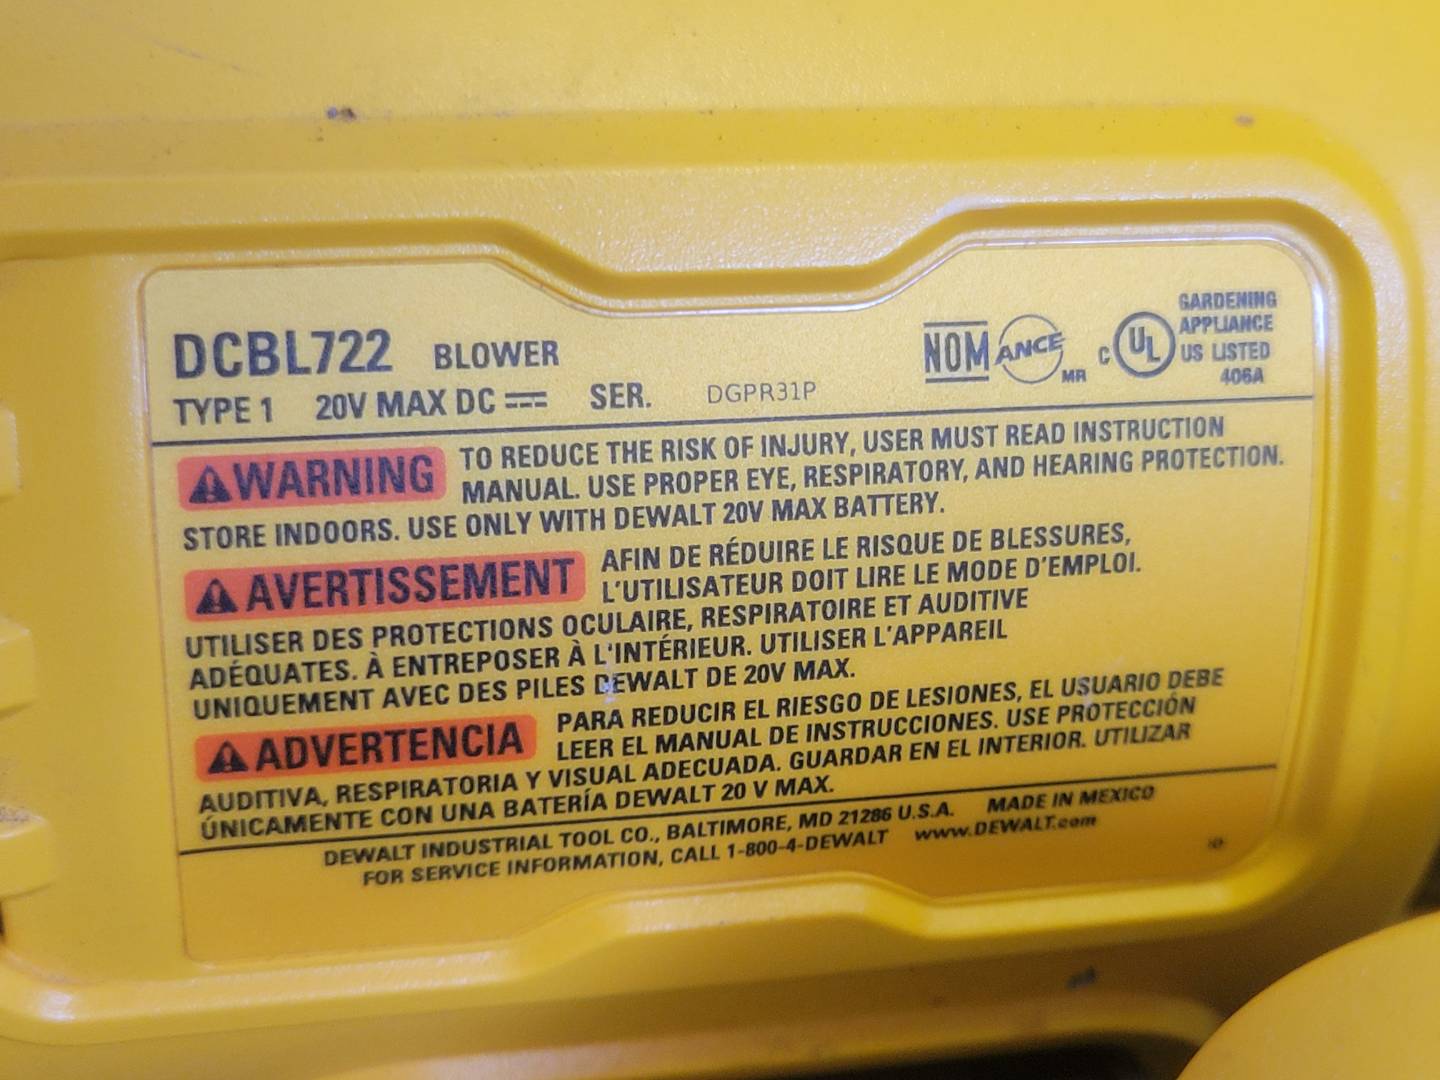 DCBL722 BLOWER
TYPE 1 20V MAX DC SER. DGPR31P
NOM ANCE MR
C UL US LISTED
GARDENING
APPLIANCE
406A
WARNING TO REDUCE THE RISK OF INJURY, USER MUST READ INSTRUCTION
MANUAL. USE PROPER EYE, RESPIRATORY, AND HEARING PROTECTION.
STORE INDOORS. USE ONLY WITH DEWALT 20V MAX BATTERY.
AVERTISSEMENT AFIN DE RÉDUIRE LE RISQUE DE BLESSURES,
L'UTILISATEUR DOIT LIRE LE MODE D'EMPLOI.
UTILISER DES PROTECTIONS OCULAIRE, RESPIRATOIRE ET AUDITIVE
ADÉQUATES. À ENTREPOSER À L'INTÉRIEUR. UTILISER L'APPAREIL
UNIQUEMENT AVEC DES PILES DEWALT DE 20V MAX.
ADVERTENCIA PARA REDUCIR EL RIESGO DE LESIONES, EL USUARIO DEBE
LEER EL MANUAL DE INSTRUCCIONES. USE PROTECCIÓN
AUDITIVA, RESPIRATORIA Y VISUAL ADECUADA. GUARDAR EN EL INTERIOR. UTILIZAR
ÚNICAMENTE CON UNA BATERÍA DEWALT 20 V MAX.
DEWALT INDUSTRIAL TOOL CO., BALTIMORE, MD 21286 U.S.A. MADE IN MEXICO
FOR SERVICE INFORMATION, CALL 1-800-4-DEWALT www.DEWALT.com